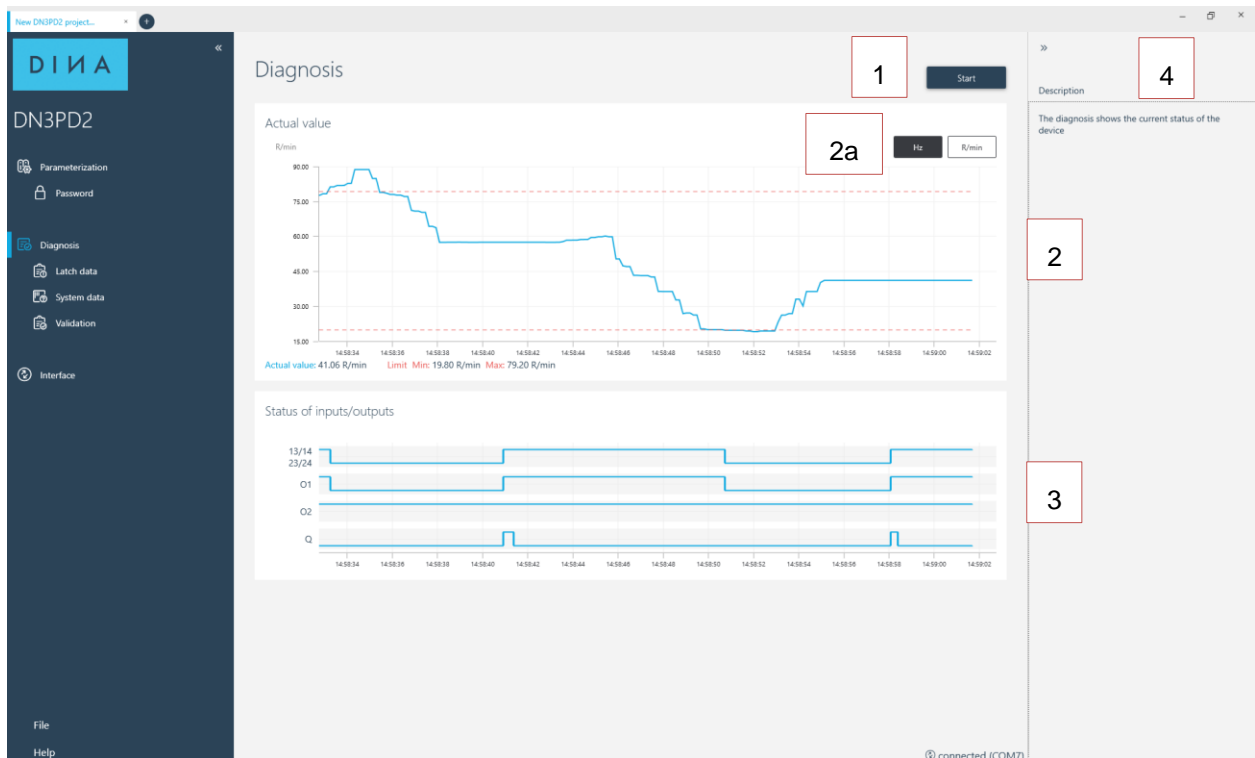 New DN3PD2 project...
×
+
DINA
«
DN3PD2
Parameterization
Password
Diagnosis
Latch data
System data
Validation
Interface
File
Help
Diagnosis
1
Start
Actual value
2a
Hz
R/min
R/min
90.00
75.00
60.00
45.00
30.00
15.00
14:58:34 14:58:36 14:58:38 14:58:40 14:58:42 14:58:44 14:58:46 14:58:48 14:58:50 14:58:52 14:58:54 14:58:56 14:58:58 14:59:00 14:59:02
Actual value: 41.06 R/min Limit Min: 19.80 R/min Max: 79.20 R/min
Status of inputs/outputs
13/14
23/24
O1
O2
Q
14:58:34 14:58:36 14:58:38 14:58:40 14:58:42 14:58:44 14:58:46 14:58:48 14:58:50 14:58:52 14:58:54 14:58:56 14:58:58 14:59:00 14:59:02
connected (COM7)
»
4
Description
The diagnosis shows the current status of the
device
2
3